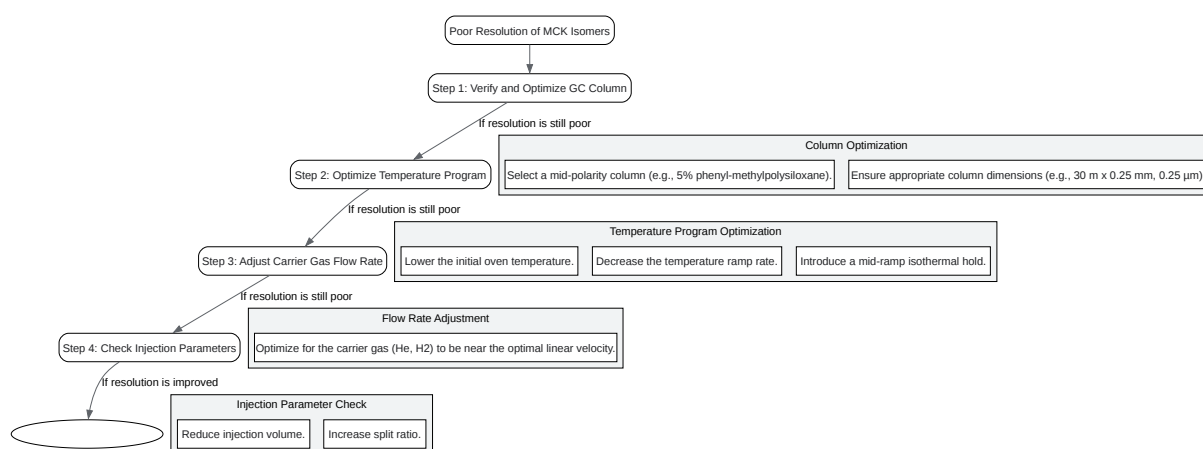 Poor Resolution of MCK Isomers
Step 1: Verify and Optimize GC Column
If resolution is still poor
Column Optimization
Step 2: Optimize Temperature Program
Select a mid-polarity column (e.g., 5% phenyl-methylpolysiloxane).
Ensure appropriate column dimensions (e.g., 30 m x 0.25 mm, 0.25 µm)
If resolution is still poor
Temperature Program Optimization
Step 3: Adjust Carrier Gas Flow Rate
Lower the initial oven temperature.
Decrease the temperature ramp rate.
Introduce a mid-ramp isothermal hold.
If resolution is still poor
Flow Rate Adjustment
Step 4: Check Injection Parameters
Optimize for the carrier gas (He, H2) to be near the optimal linear velocity.
If resolution is improved
Injection Parameter Check
Reduce injection volume.
Increase split ratio.